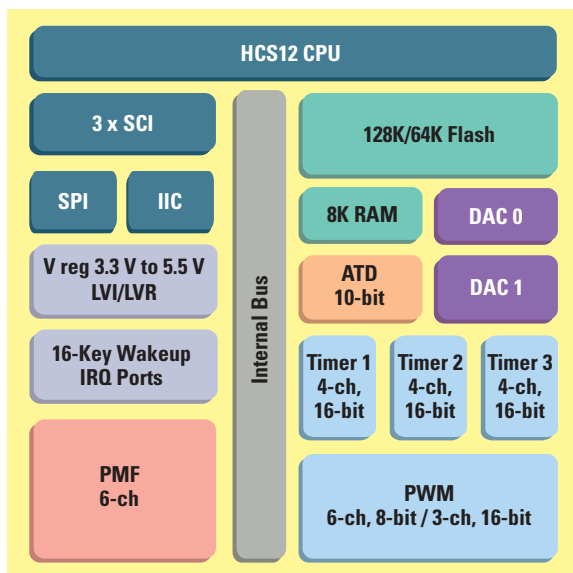 HCS12 CPU
3 x SCI
SPI
IIC
V reg 3.3 V to 5.5 V
LVI/LVR
16-Key Wakeup
IRQ Ports
PMF
6-ch
Internal Bus
128K/64K Flash
8K RAM
DAC 0
ATD
10-bit
DAC 1
Timer 1
4-ch,
16-bit
Timer 2
4-ch,
16-bit
Timer 3
4-ch,
16-bit
PWM
6-ch, 8-bit / 3-ch, 16-bit